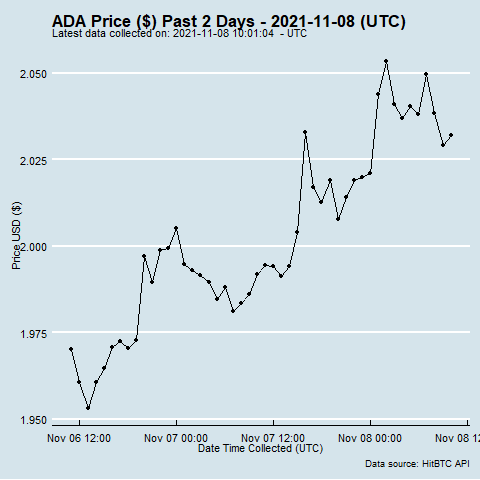 ADA Price ($) Past 2 Days - 2021-11-08 (UTC)
Latest data collected on: 2021-11-08 10:01:04 - UTC
2.050
2.025
2.000
1.975
1.950
Price USD ($)
Nov 06 12:00 Nov 07 00:00 Nov 07 12:00 Nov 08 00:00 Nov 08 12
Date Time Collected (UTC)
Data source: HitBTC API